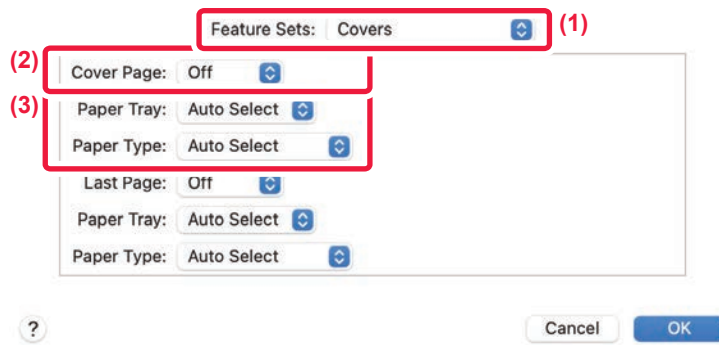 Feature Sets: Covers (1)
(2) Cover Page: Off
(3) Paper Tray: Auto Select
Paper Type: Auto Select
Last Page: Off
Paper Tray: Auto Select
Paper Type: Auto Select
? Cancel OK